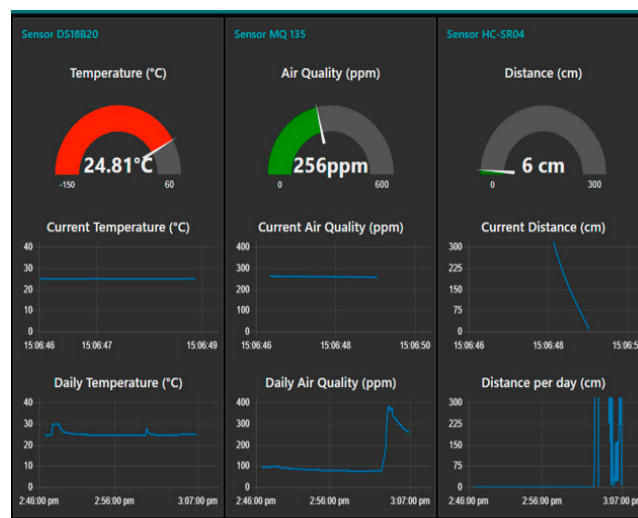 Sensor DS18B20
Temperature (°C)
24.81°C
-150
60
Current Temperature (°C)
40
30
20
10
0
15:06:46
15:06:47
15:06:49
Daily Temperature (°C)
40
30
20
10
0
2:46:00 pm
2:56:00 pm
3:07:00 pm
Sensor MQ 135
Air Quality (ppm)
256ppm
0
600
Current Air Quality (ppm)
400
300
200
100
0
15:06:46
15:06:48
15:06:50
Daily Air Quality (ppm)
400
300
200
100
0
2:46:00 pm
2:56:00 pm
3:07:00 pm
Sensor HC-SR04
Distance (cm)
6 cm
0
300
Current Distance (cm)
300
225
150
75
0
15:06:46
15:06:48
Distance per day (cm)
300
225
150
75
0
2:46:00 pm
2:56:00 pm
3:07:00 pm